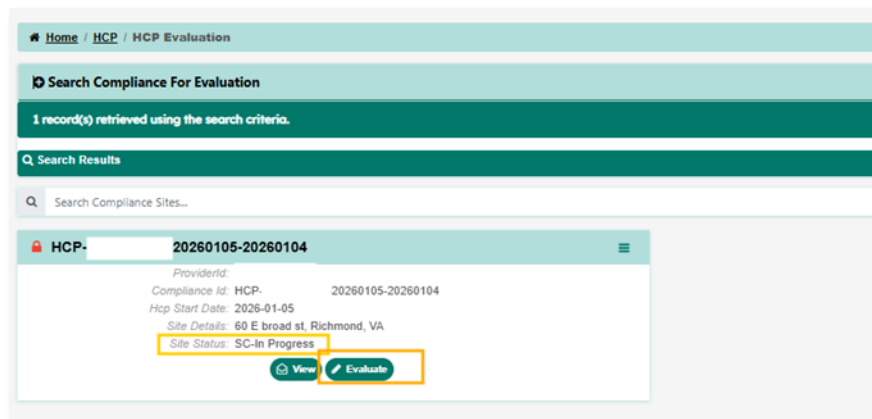 Home / HCP / HCP Evaluation
Search Compliance For Evaluation
1 record(s) retrieved using the search criteria.
Search Results
Search Compliance Sites...
HCP- 20260105-20260104
ProviderId:
Compliance Id: HCP- 20260105-20260104
Hcp Start Date: 2026-01-05
Site Details: 60 E broad st, Richmond, VA
Site Status: SC-In Progress
View Evaluate